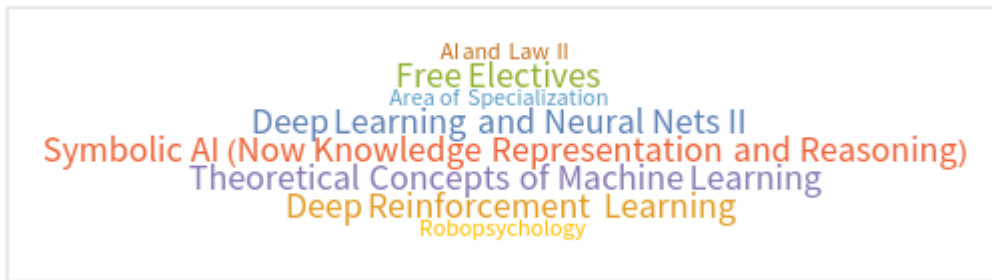 AI and Law II
Free Electives
Area of Specialization
Deep Learning and Neural Nets II
Symbolic AI (Now Knowledge Representation and Reasoning)
Theoretical Concepts of Machine Learning
Deep Reinforcement Learning
Robopsychology